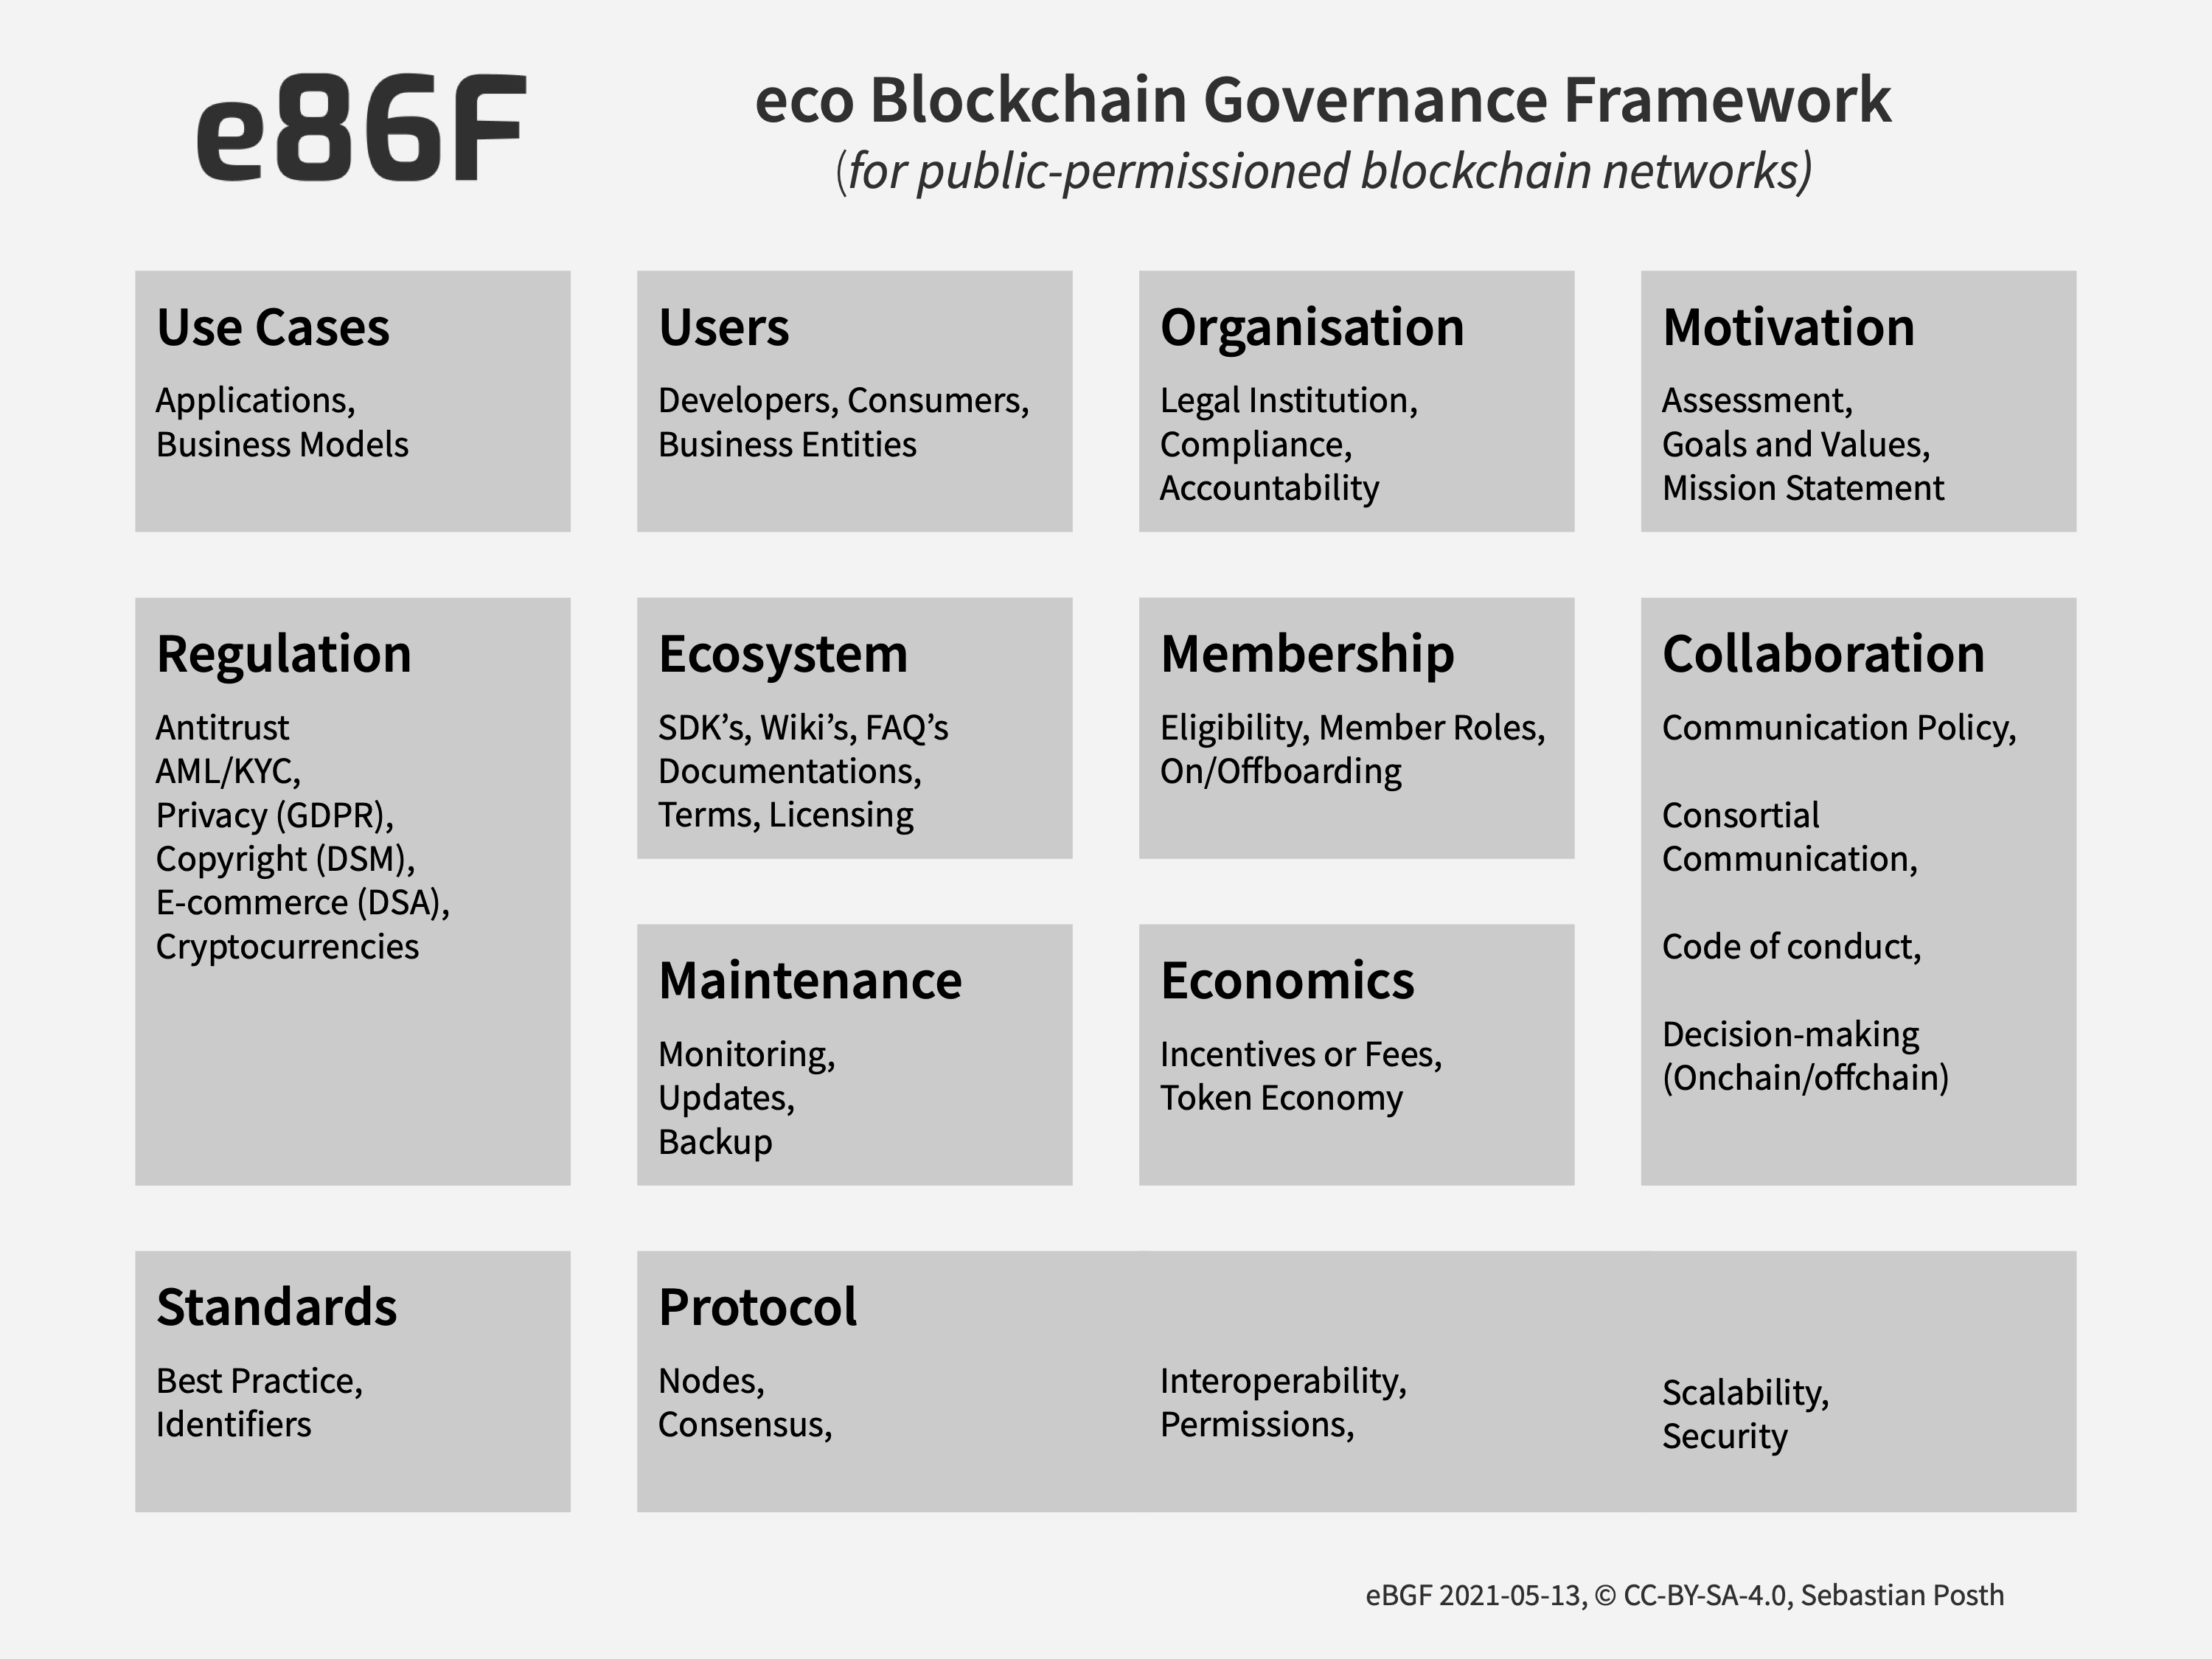 e86F
eco Blockchain Governance Framework
(for public-permissioned blockchain networks)
Use Cases
Applications,
Business Models
Users
Developers, Consumers,
Business Entities
Organisation
Legal Institution,
Compliance,
Accountability
Motivation
Assessment,
Goals and Values,
Mission Statement
Regulation
Antitrust
AML/KYC,
Privacy (GDPR),
Copyright (DSM),
E-commerce (DSA),
Cryptocurrencies
Ecosystem
SDK’s, Wiki’s, FAQ’s
Documentations,
Terms, Licensing
Membership
Eligibility, Member Roles,
On/Offboarding
Collaboration
Communication Policy,
Consortial
Communication,
Code of conduct,
Decision-making
(Onchain/offchain)
Maintenance
Monitoring,
Updates,
Backup
Economics
Incentives or Fees,
Token Economy
Standards
Best Practice,
Identifiers
Protocol
Nodes,
Consensus,
Interoperability,
Permissions,
Scalability,
Security
eBGF 2021-05-13, © CC-BY-SA-4.0, Sebastian Posth